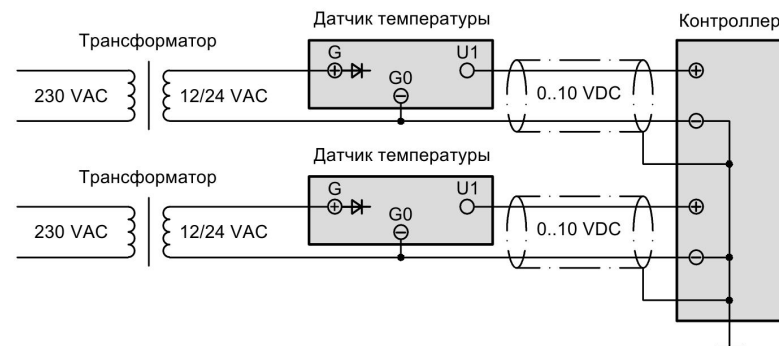 Датчик температуры
Контроллер
Трансформатор
G
U1
G0
230 VAC
12/24 VAC
0..10 VDC
Датчик температуры
Трансформатор
G
U1
G0
230 VAC
12/24 VAC
0..10 VDC